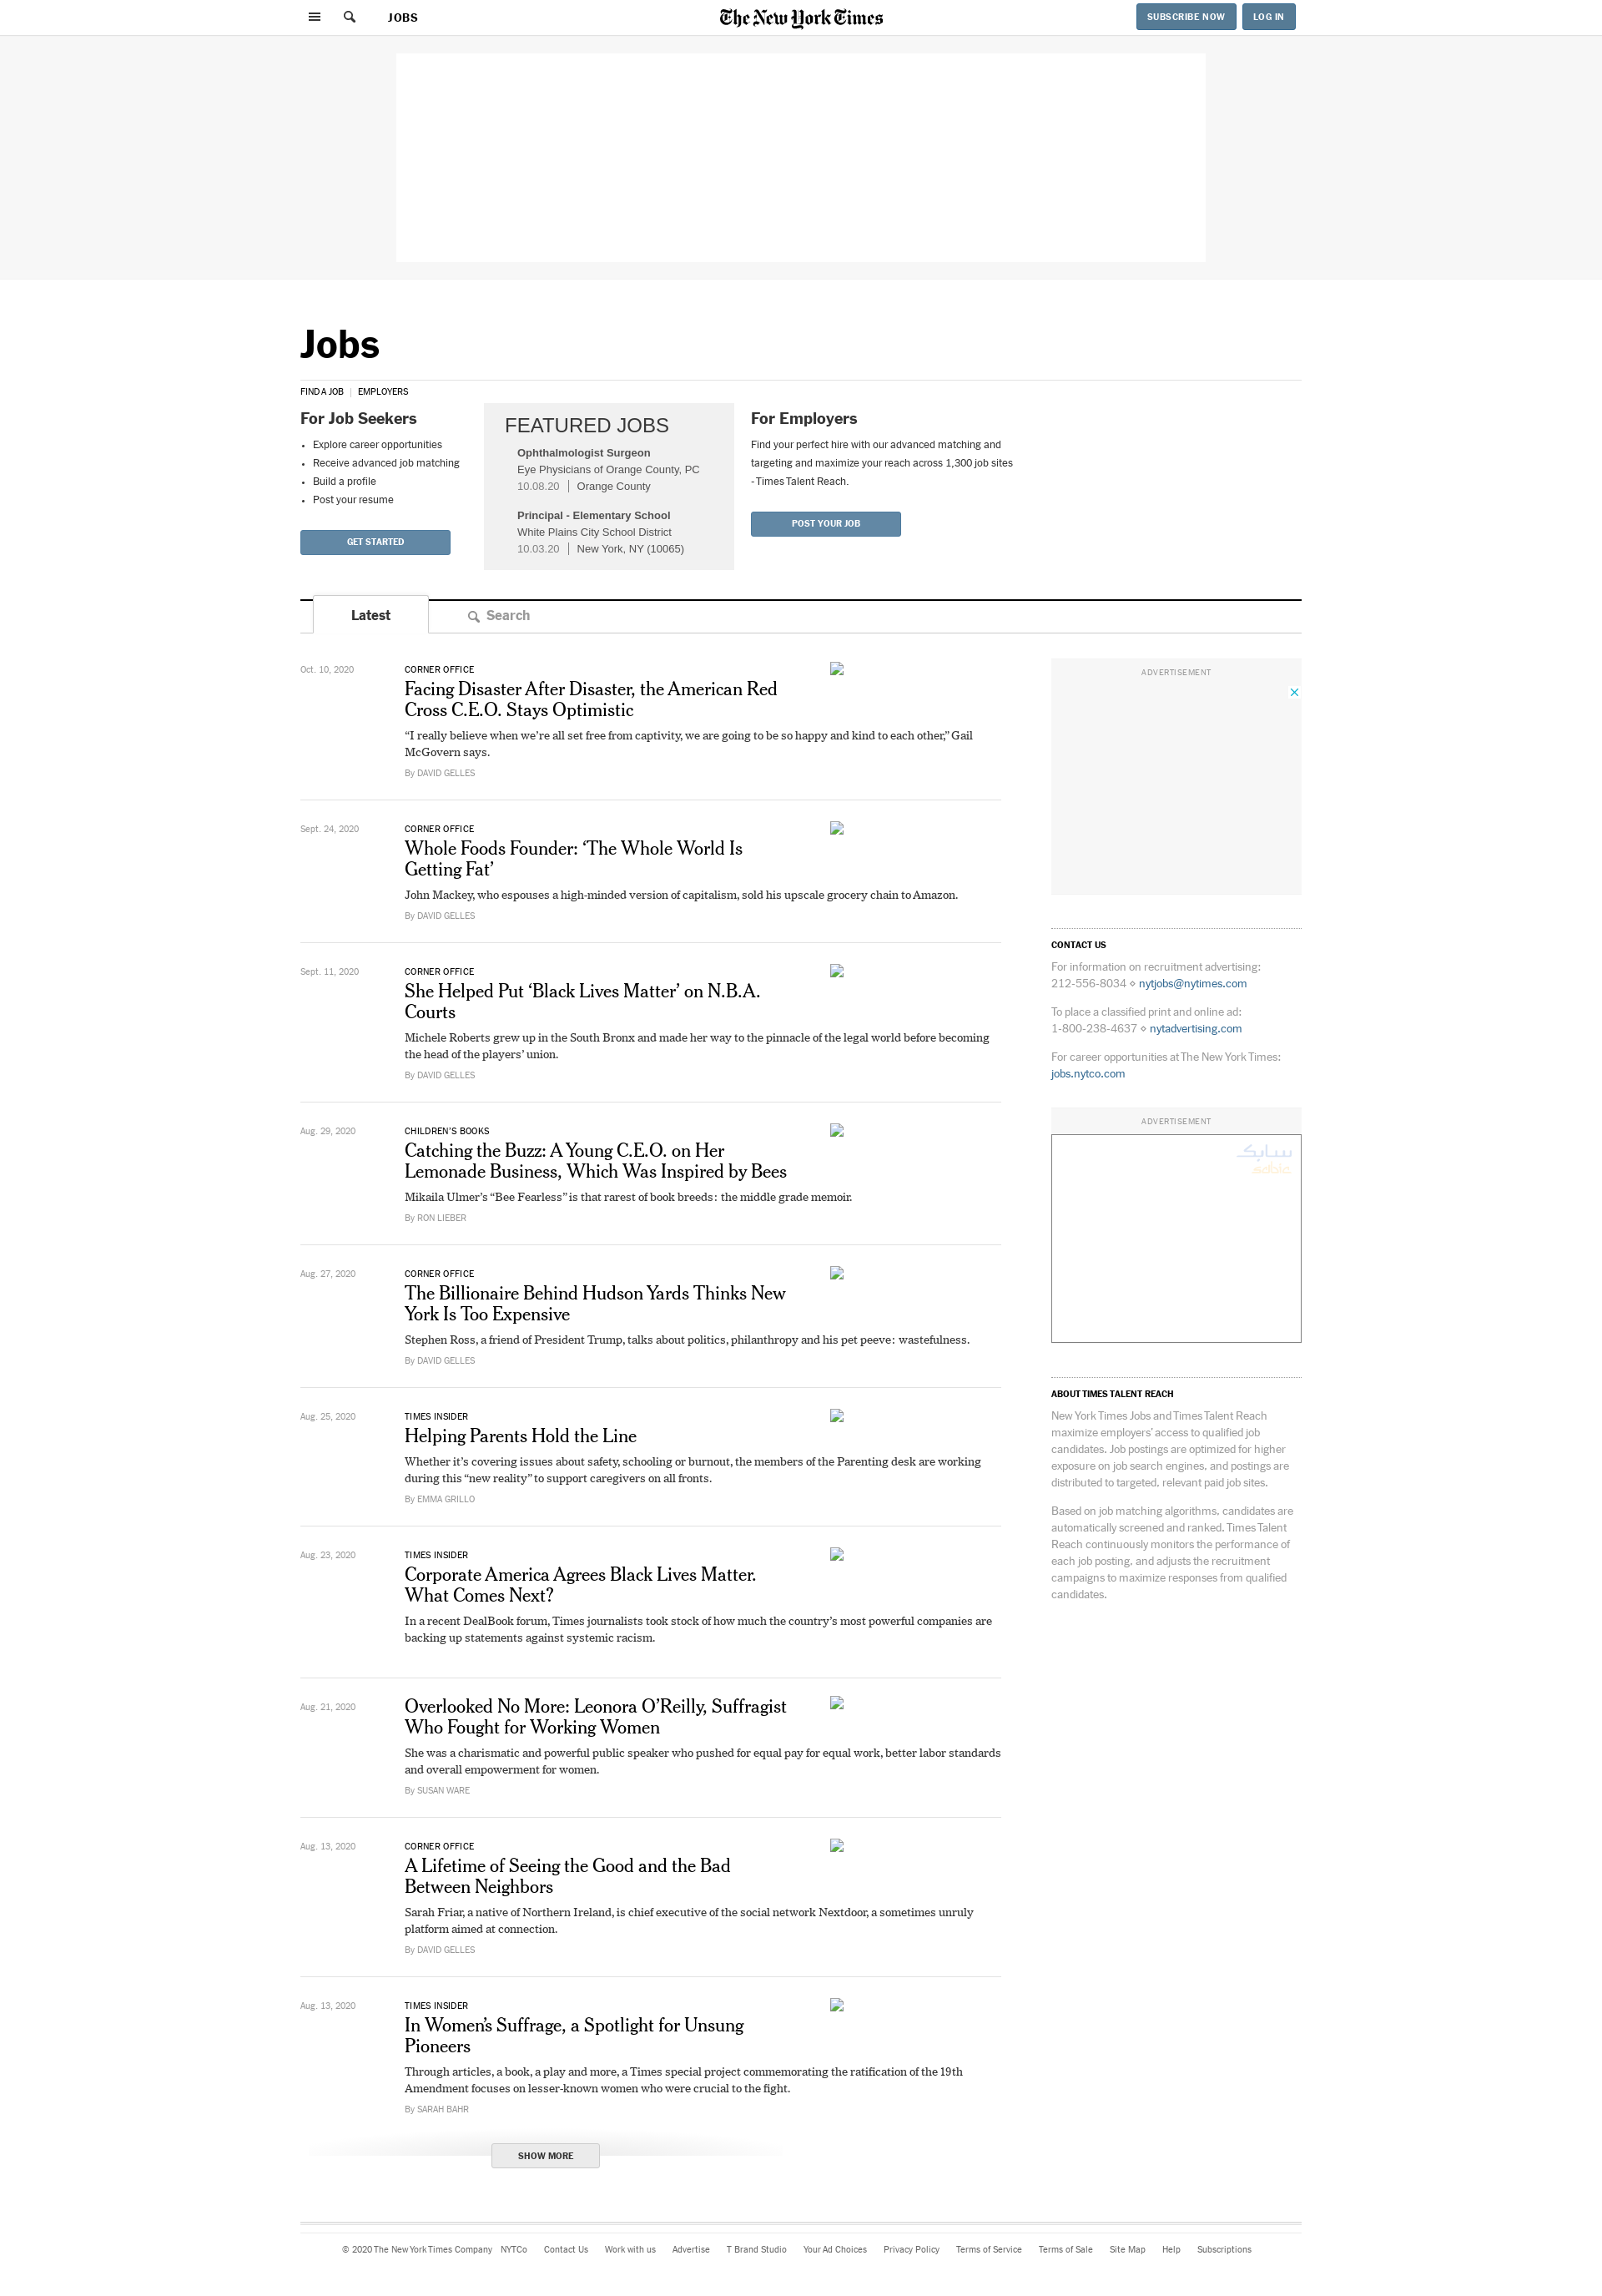 JOBS
The New York Times
SUBSCRIBE NOW
LOG IN
Jobs
FIND A JOB | EMPLOYERS
For Job Seekers
Explore career opportunities
Receive advanced job matching
Build a profile
Post your resume
GET STARTED
FEATURED JOBS
Ophthalmologist Surgeon
Eye Physicians of Orange County, PC
10.08.20 | Orange County
Principal - Elementary School
White Plains City School District
10.03.20 | New York, NY (10065)
For Employers
Find your perfect hire with our advanced matching and
targeting and maximize your reach across 1,300 job sites
- Times Talent Reach.
POST YOUR JOB
Latest
Search
Oct. 10, 2020
CORNER OFFICE
Facing Disaster After Disaster, the American Red
Cross C.E.O. Stays Optimistic
“I really believe when we’re all set free from captivity, we are going to be so happy and kind to each other,” Gail
McGovern says.
By DAVID GELLES
Sept. 24, 2020
CORNER OFFICE
Whole Foods Founder: ‘The Whole World Is
Getting Fat’
John Mackey, who espouses a high-minded version of capitalism, sold his upscale grocery chain to Amazon.
By DAVID GELLES
Sept. 11, 2020
CORNER OFFICE
She Helped Put ‘Black Lives Matter’ on N.B.A.
Courts
Michele Roberts grew up in the South Bronx and made her way to the pinnacle of the legal world before becoming
the head of the players’ union.
By DAVID GELLES
Aug. 29, 2020
CHILDREN’S BOOKS
Catching the Buzz: A Young C.E.O. on Her
Lemonade Business, Which Was Inspired by Bees
Mikaila Ulmer’s “Bee Fearless” is that rarest of book breeds: the middle grade memoir.
By RON LIEBER
Aug. 27, 2020
CORNER OFFICE
The Billionaire Behind Hudson Yards Thinks New
York Is Too Expensive
Stephen Ross, a friend of President Trump, talks about politics, philanthropy and his pet peeve: wastefulness.
By DAVID GELLES
Aug. 25, 2020
TIMES INSIDER
Helping Parents Hold the Line
Whether it’s covering issues about safety, schooling or burnout, the members of the Parenting desk are working
during this “new reality” to support caregivers on all fronts.
By EMMA GRILLO
Aug. 23, 2020
TIMES INSIDER
Corporate America Agrees Black Lives Matter.
What Comes Next?
In a recent DealBook forum, Times journalists took stock of how much the country’s most powerful companies are
backing up statements against systemic racism.
Aug. 21, 2020
Overlooked No More: Leonora O’Reilly, Suffragist
Who Fought for Working Women
She was a charismatic and powerful public speaker who pushed for equal pay for equal work, better labor standards
and overall empowerment for women.
By SUSAN WARE
Aug. 13, 2020
CORNER OFFICE
A Lifetime of Seeing the Good and the Bad
Between Neighbors
Sarah Friar, a native of Northern Ireland, is chief executive of the social network Nextdoor, a sometimes unruly
platform aimed at connection.
By DAVID GELLES
Aug. 13, 2020
TIMES INSIDER
In Women’s Suffrage, a Spotlight for Unsung
Pioneers
Through articles, a book, a play and more, a Times special project commemorating the ratification of the 19th
Amendment focuses on lesser-known women who were crucial to the fight.
By SARAH BAHR
SHOW MORE
ADVERTISEMENT
CONTACT US
For information on recruitment advertising:
212-556-8034 ⋄ nytjobs@nytimes.com
To place a classified print and online ad:
1-800-238-4637 ⋄ nytadvertising.com
For career opportunities at The New York Times:
jobs.nytco.com
ADVERTISEMENT
سابک
sabic
ABOUT TIMES TALENT REACH
New York Times Jobs and Times Talent Reach
maximize employers’ access to qualified job
candidates. Job postings are optimized for higher
exposure on job search engines, and postings are
distributed to targeted, relevant paid job sites.
Based on job matching algorithms, candidates are
automatically screened and ranked. Times Talent
Reach continuously monitors the performance of
each job posting, and adjusts the recruitment
campaigns to maximize responses from qualified
candidates.
© 2020 The New York Times Company NYTCo Contact Us Work with us Advertise T Brand Studio Your Ad Choices Privacy Policy Terms of Service Terms of Sale Site Map Help Subscriptions